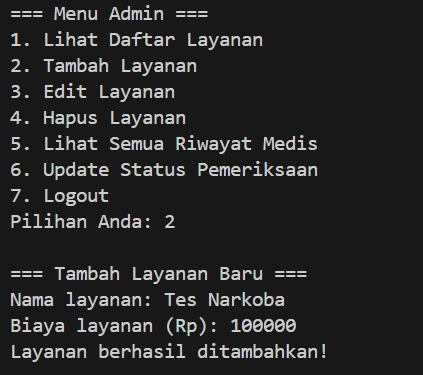 === Menu Admin ===
1. Lihat Daftar Layanan
2. Tambah Layanan
3. Edit Layanan
4. Hapus Layanan
5. Lihat Semua Riwayat Medis
6. Update Status Pemeriksaan
7. Logout
Pilihan Anda: 2
=== Tambah Layanan Baru ===
Nama layanan: Tes Narkoba
Biaya layanan (Rp): 100000
Layanan berhasil ditambahkan!